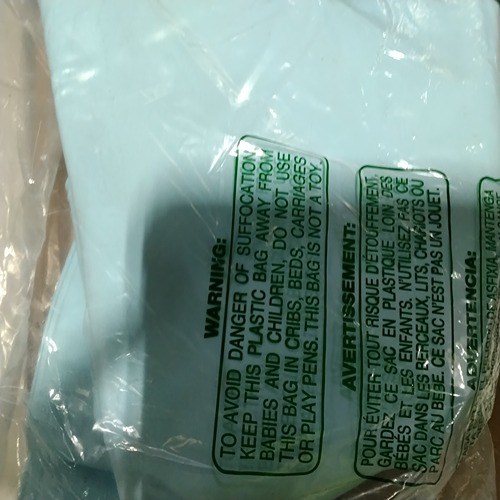 WARNING:
TO AVOID DANGER OF SUFFOCATION,
KEEP THIS PLASTIC BAG AWAY FROM
BABIES AND CHILDREN. DO NOT USE
THIS BAG IN CRIBS, BEDS, CARRIAGES
OR PLAY PENS. THIS BAG IS NOT A TOY.
AVERTISSEMENT:
POUR ÉVITER TOUT RISQUE D'ÉTOUFFEMENT,
GARDEZ CE SAC EN PLASTIQUE LOIN DES
BÉBÉS ET LES ENFANTS. N'UTILISEZ PAS CE
SAC DANS LES BERCEAUX, LITS, CHARIOTS OU
PARC AU BÉBÉ. CE SAC N'EST PAS UN JOUET.
ADVERTENCIA: